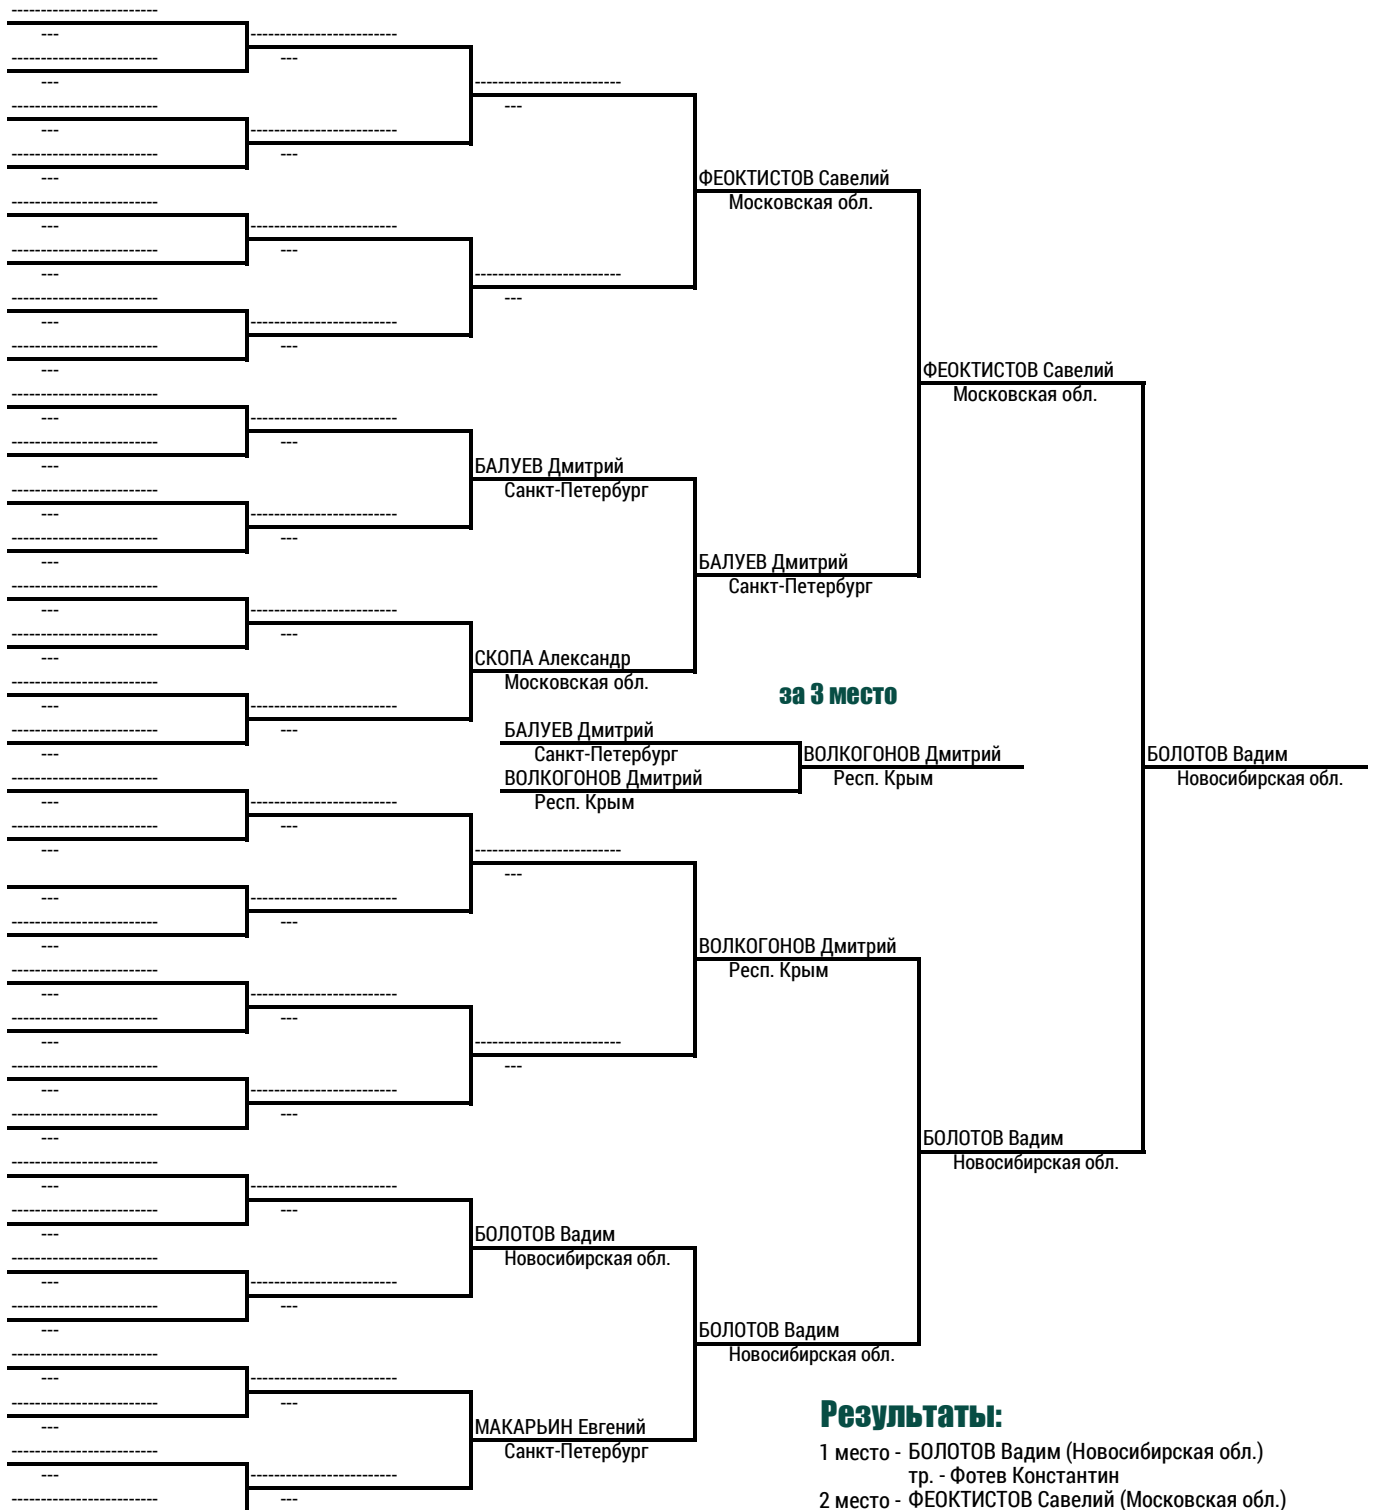 ФЕОКТИСТОВ Савелий
Московская обл.
ФЕОКТИСТОВ Савелий
Московская обл.
БАЛУЕВ Дмитрий
Санкт-Петербург
БАЛУЕВ Дмитрий
Санкт-Петербург
СКОПА Александр
Московская обл.
за 3 место
БАЛУЕВ Дмитрий
Санкт-Петербург
ВОЛКОГОНОВ Дмитрий
Респ. Крым
ВОЛКОГОНОВ Дмитрий
Респ. Крым
БОЛОТОВ Вадим
Новосибирская обл.
ВОЛКОГОНОВ Дмитрий
Респ. Крым
БОЛОТОВ Вадим
Новосибирская обл.
БОЛОТОВ Вадим
Новосибирская обл.
БОЛОТОВ Вадим
Новосибирская обл.
МАКАРЬИН Евгений
Санкт-Петербург
Результаты:
1 место - БОЛОТОВ Вадим (Новосибирская обл.)
тр. - Фотев Константин
2 место - ФЕОКТИСТОВ Савелий (Московская обл.)